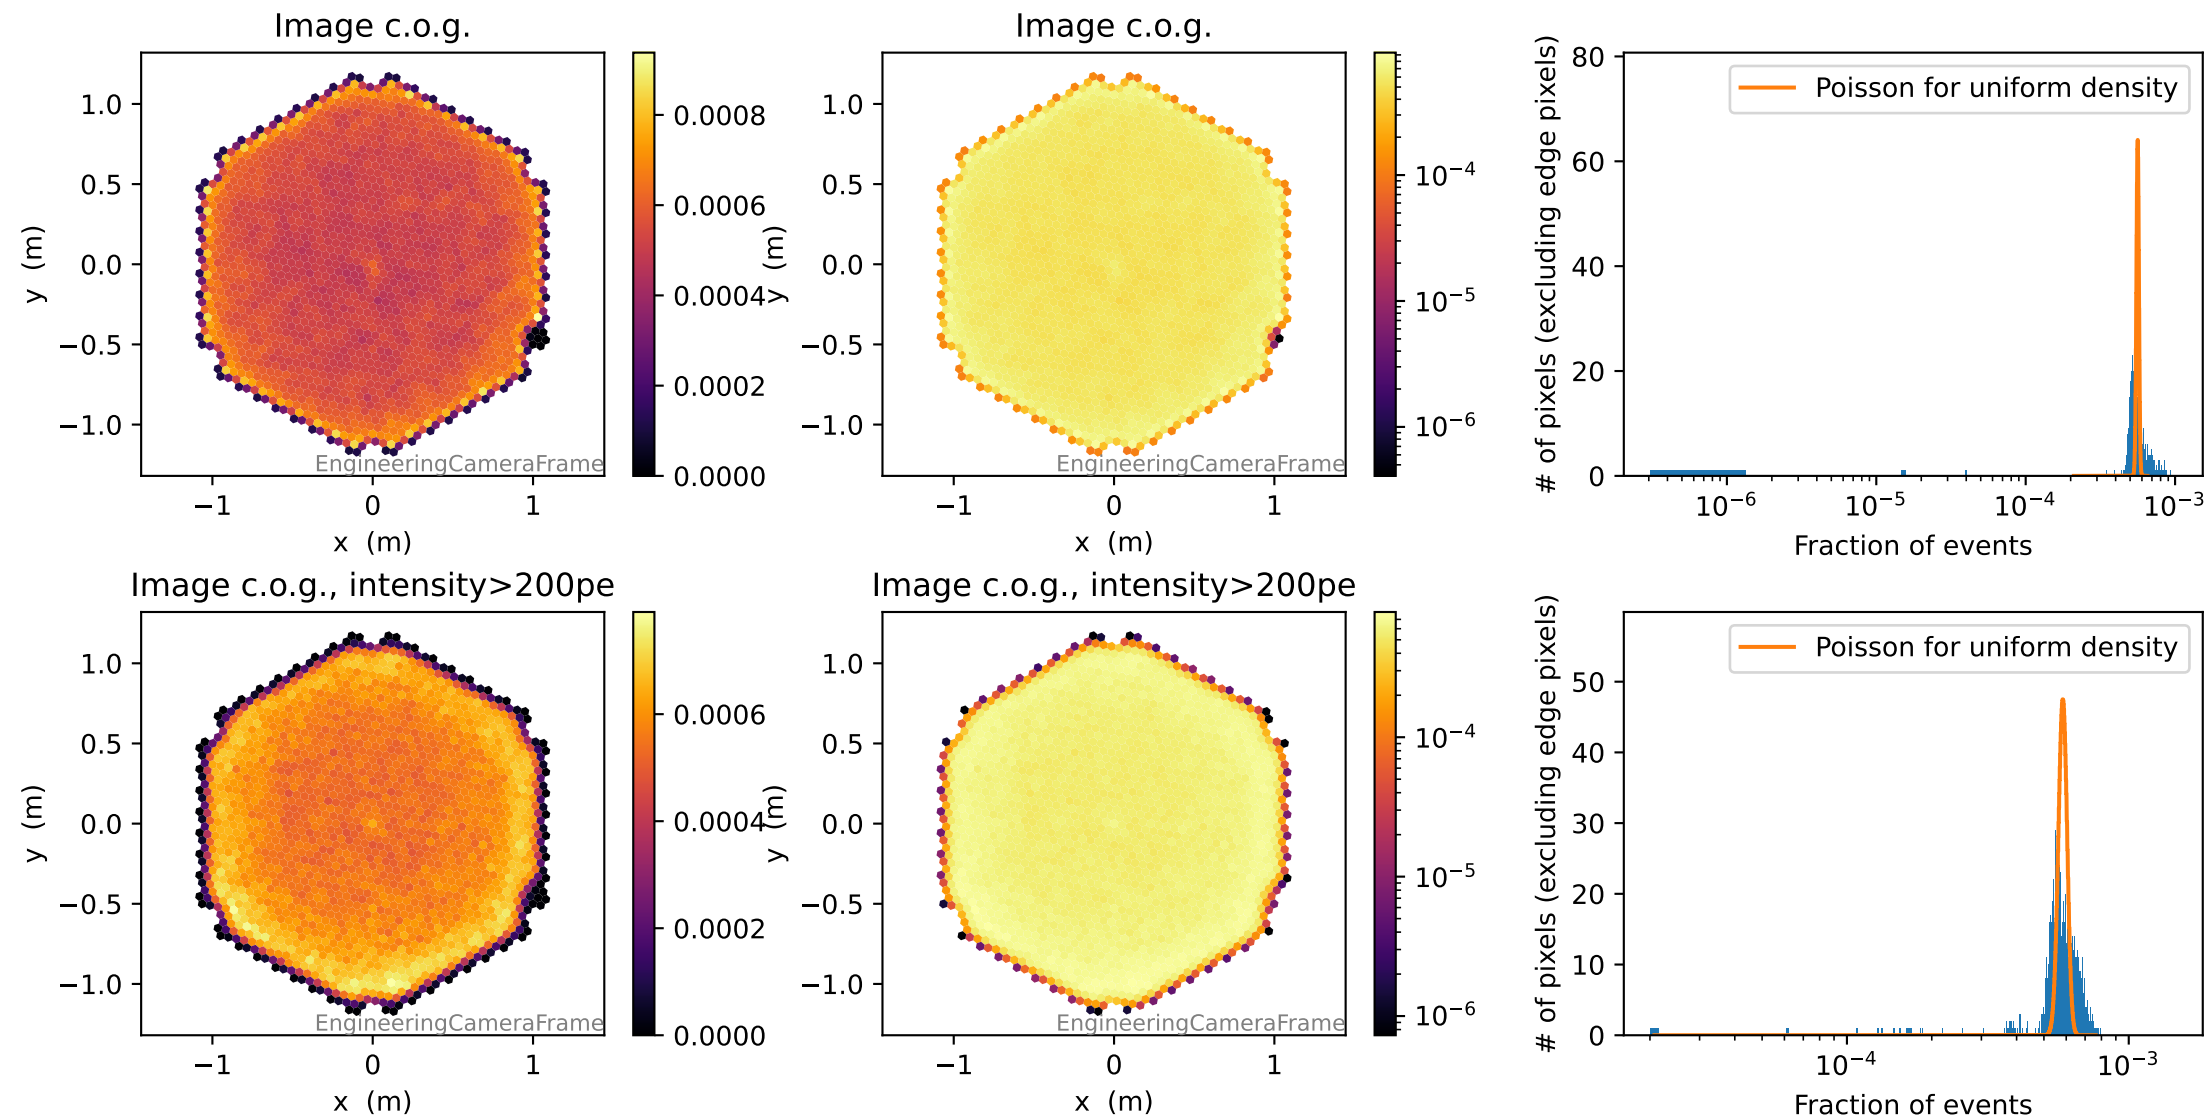 Image c.o.g.
1.0
0.5
0.0
−0.5
−1.0
y (m)
−1
0
1
x (m)
EngineeringCameraFrame
0.0008
0.0006
0.0004
0.0002
0.0000
Image c.o.g.
1.0
0.5
0.0
−0.5
−1.0
y (m)
−1
0
1
x (m)
EngineeringCameraFrame
10⁻⁴
10⁻⁵
10⁻⁶
Poisson for uniform density
80
60
40
20
0
# of pixels (excluding edge pixels)
10⁻⁶
10⁻⁵
10⁻⁴
10⁻³
Fraction of events
Image c.o.g., intensity>200pe
1.0
0.5
0.0
−0.5
−1.0
y (m)
−1
0
1
x (m)
EngineeringCameraFrame
0.0006
0.0004
0.0002
0.0000
Image c.o.g., intensity>200pe
1.0
0.5
0.0
−0.5
−1.0
y (m)
−1
0
1
x (m)
EngineeringCameraFrame
10⁻⁴
10⁻⁵
10⁻⁶
Poisson for uniform density
50
40
30
20
10
0
# of pixels (excluding edge pixels)
10⁻⁴
10⁻³
Fraction of events